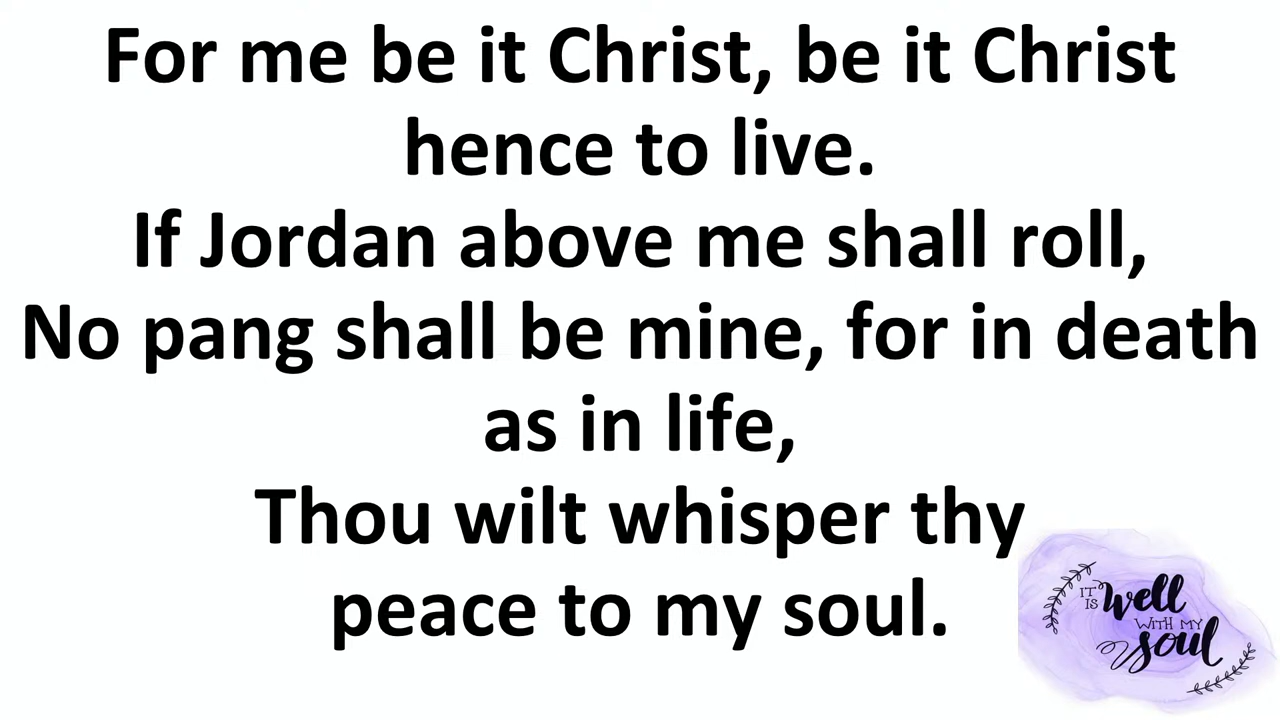 For me be it Christ, be it Christ
hence to live.
If Jordan above me shall roll,
No pang shall be mine, for in death
as in life,
Thou wilt whisper thy
peace to my soul.
IT IS well
WITH MY
soul